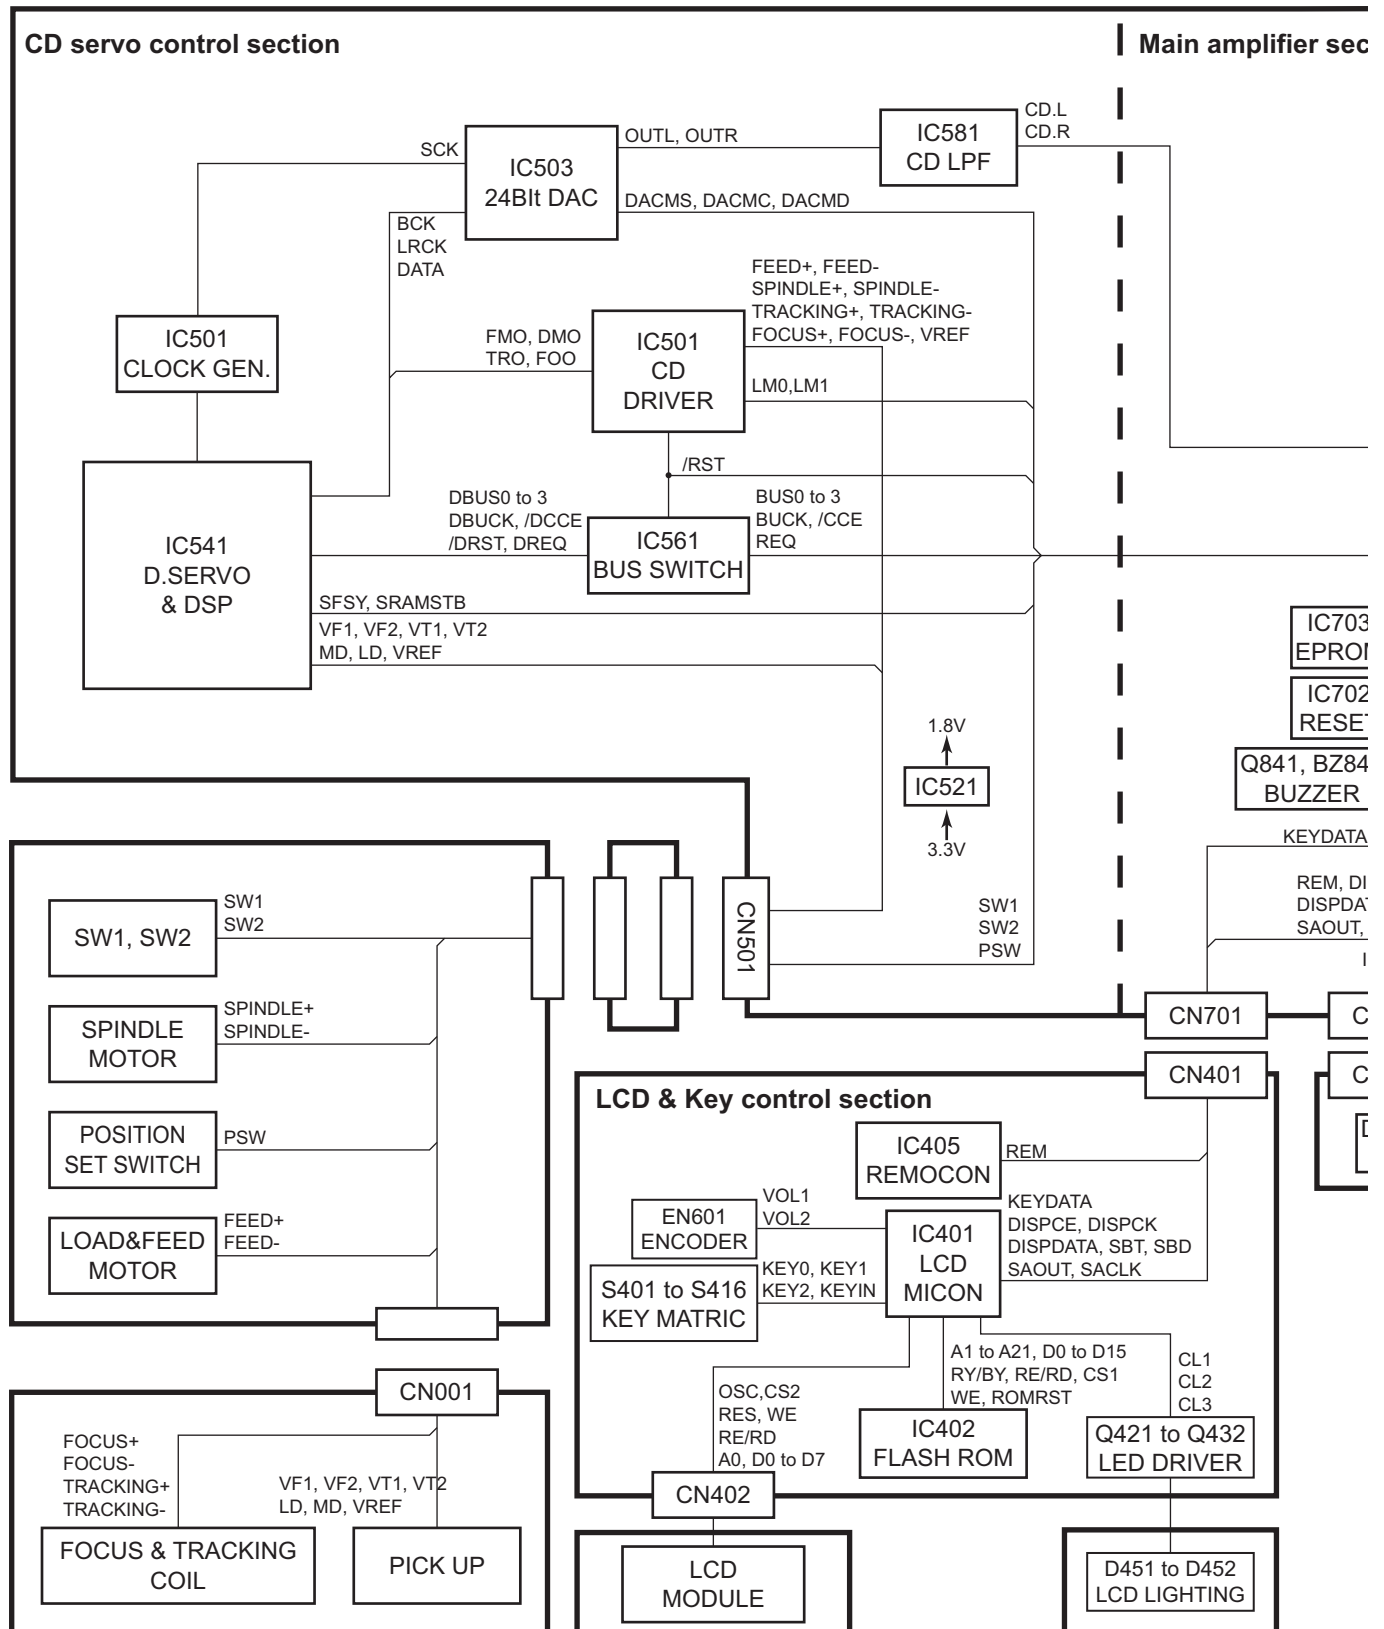 CD servo control section
Main amplifier sec
CD.L
CD.R
SCK
IC503
24BIt DAC
OUTL, OUTR
IC581
CD LPF
DACMS, DACMC, DACMD
BCK
LRCK
DATA
FEED+, FEED-
SPINDLE+, SPINDLE-
TRACKING+, TRACKING-
FOCUS+, FOCUS-, VREF
IC501
CLOCK GEN.
FMO, DMO
TRO, FOO
IC501
CD
DRIVER
LM0,LM1
/RST
DBUS0 to 3
DBUCK, /DCCE
/DRST, DREQ
BUS0 to 3
BUCK, /CCE
REQ
IC541
D.SERVO
& DSP
IC561
BUS SWITCH
SFSY, SRAMSTB
VF1, VF2, VT1, VT2
MD, LD, VREF
IC703
EPRO
IC702
RESE
1.8V
IC521
3.3V
Q841, BZ84
BUZZER
KEYDATA
REM, DI
DISPDA
SAOUT,
I
SW1, SW2
SW1
SW2
CN501
SW1
SW2
PSW
SPINDLE
MOTOR
SPINDLE+
SPINDLE-
CN701
C
CN401
C
POSITION
SET SWITCH
PSW
LCD & Key control section
IC405
REMOCON
REM
LOAD&FEED
MOTOR
FEED+
FEED-
EN601
ENCODER
VOL1
VOL2
IC401
LCD
MICON
KEYDATA
DISPCE, DISPCK
DISPDATA, SBT, SBD
SAOUT, SACLK
S401 to S416
KEY MATRIC
KEY0, KEY1
KEY2, KEYIN
A1 to A21, D0 to D15
RY/BY, RE/RD, CS1
WE, ROMRST
CL1
CL2
CL3
OSC,CS2
RES, WE
RE/RD
A0, D0 to D7
IC402
FLASH ROM
Q421 to Q432
LED DRIVER
CN001
CN402
FOCUS+
FOCUS-
TRACKING+
TRACKING-
VF1, VF2, VT1, VT2
LD, MD, VREF
FOCUS & TRACKING
COIL
PICK UP
LCD
MODULE
D451 to D452
LCD LIGHTING